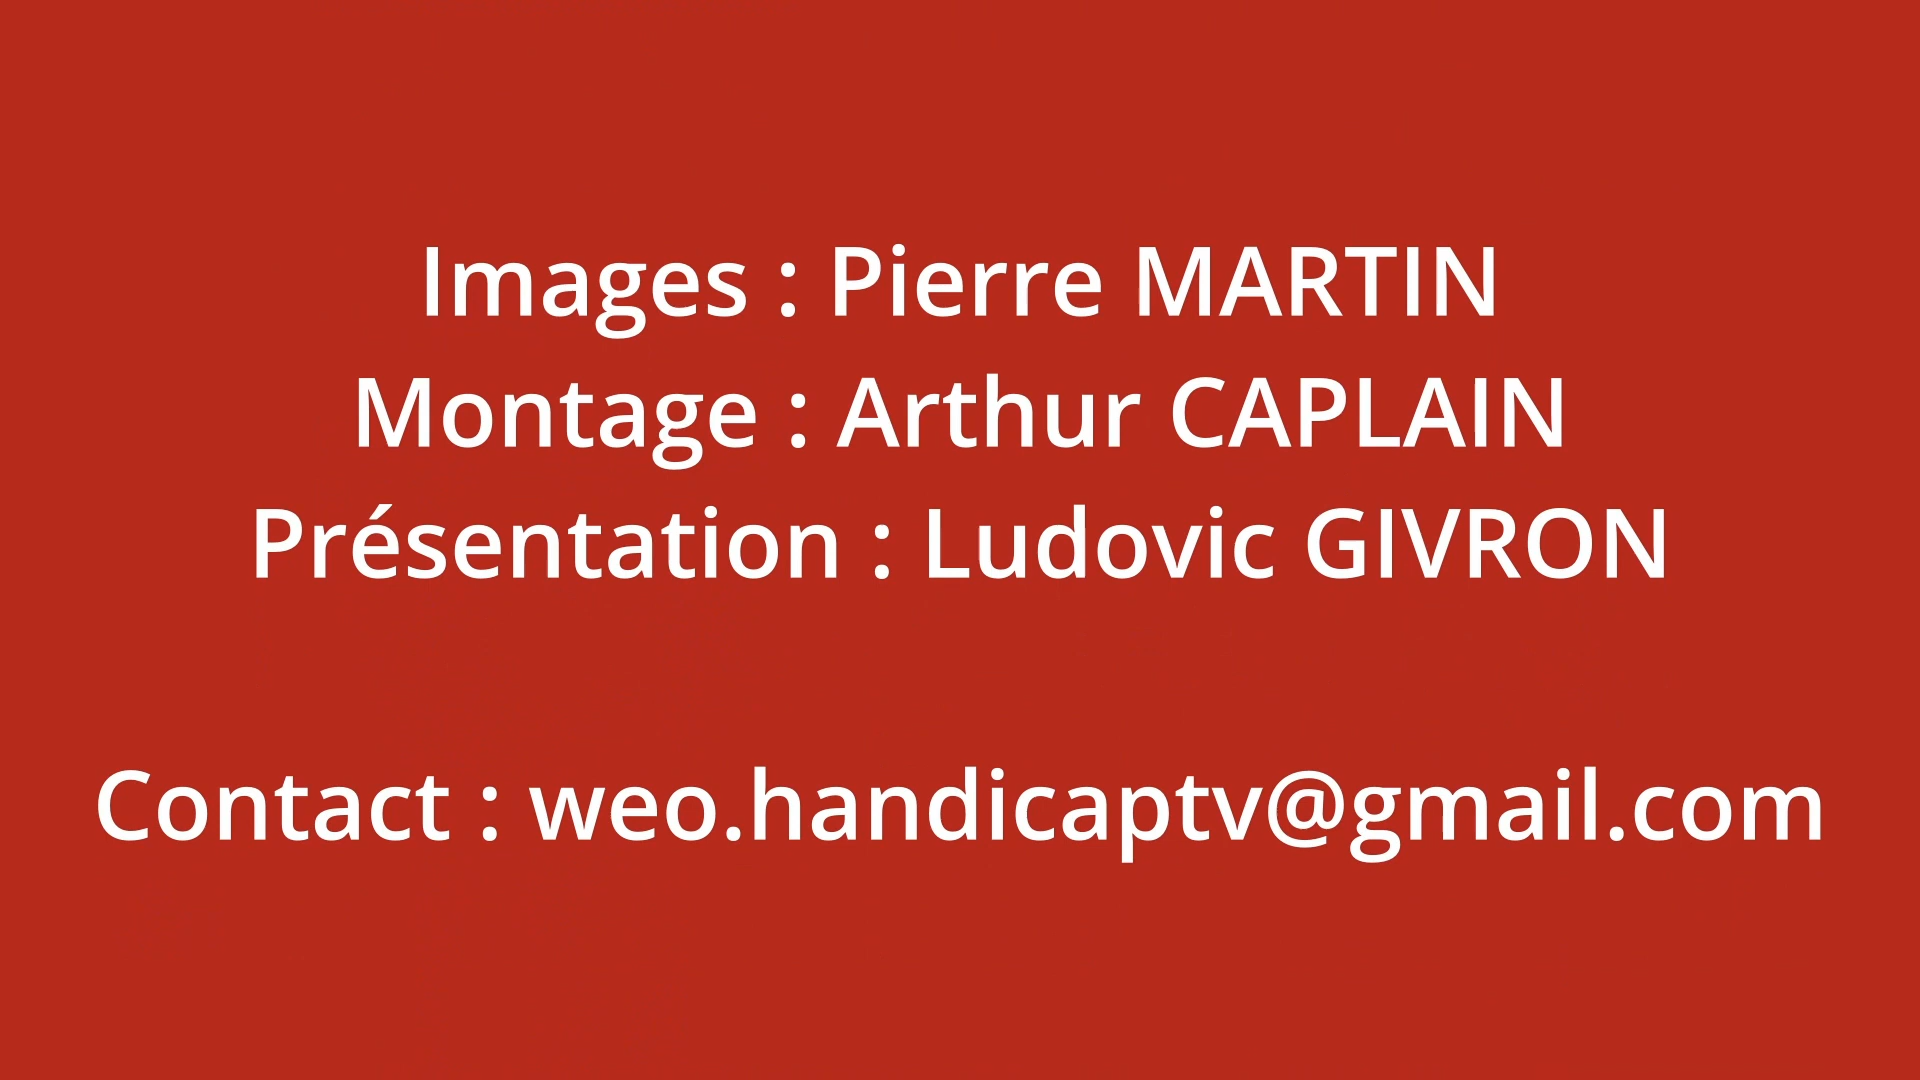 Images : Pierre MARTIN
Montage : Arthur CAPLAIN
Présentation : Ludovic GIVRON
Contact : weo.handicaptv@gmail.com